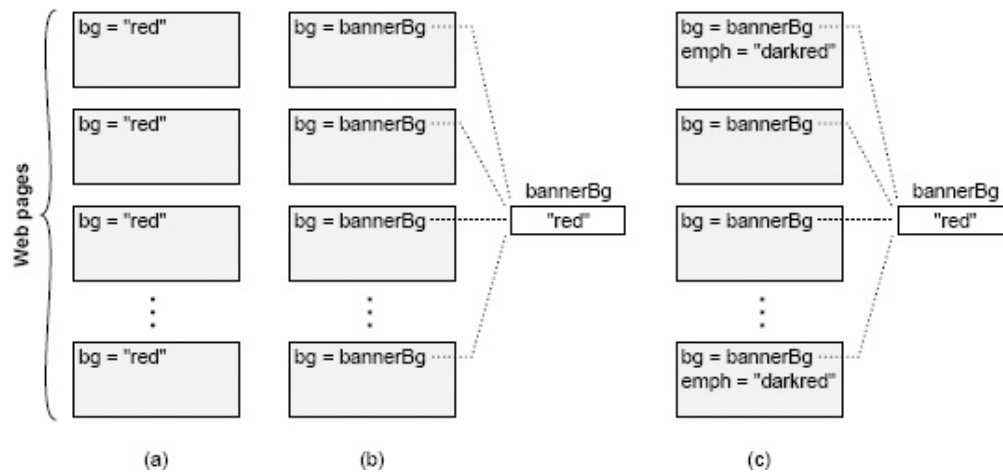 Web pages
bg = "red"
bg = "red"
bg = "red"
bg = "red"
(a)
bg = bannerBg
bg = bannerBg
bg = bannerBg
bg = bannerBg
bannerBg
"red"
(b)
bg = bannerBg
emph = "darkred"
bg = bannerBg
bg = bannerBg
bg = bannerBg
emph = "darkred"
bannerBg
"red"
(c)